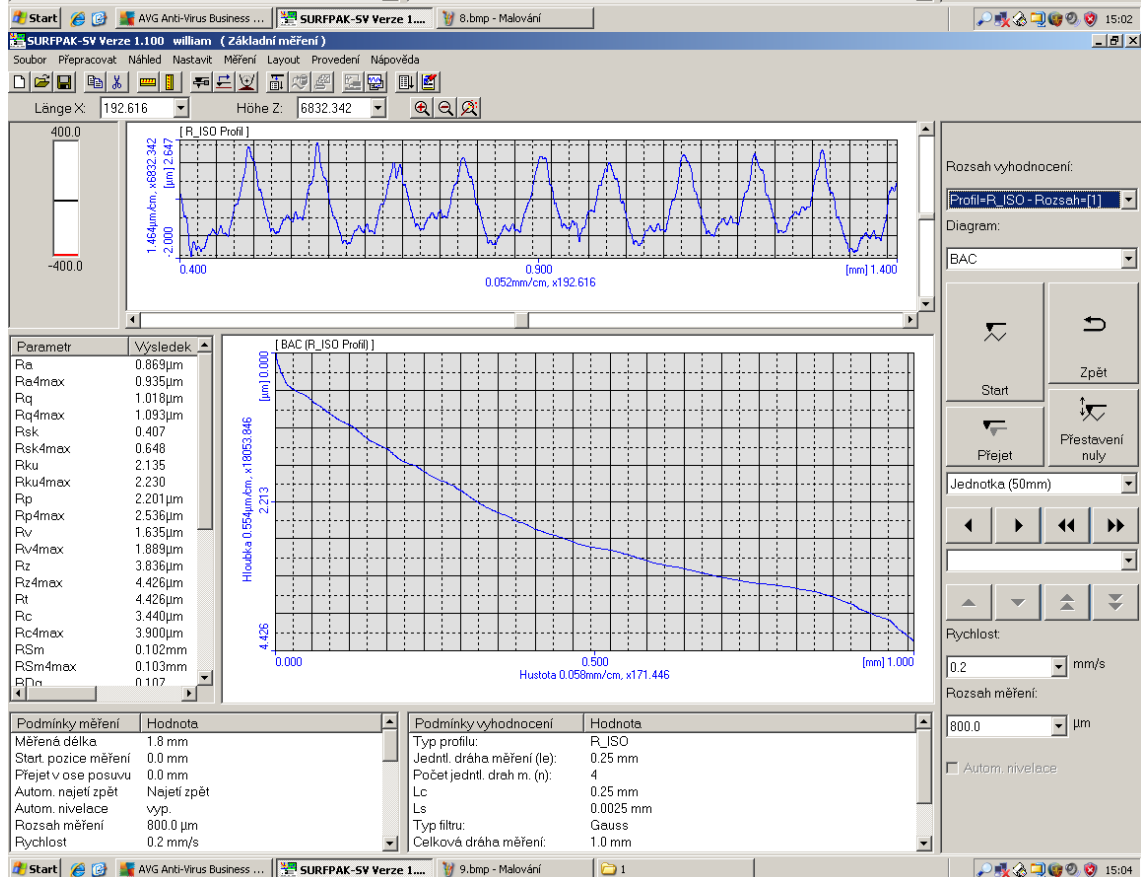 Start AVG Anti-Virus Business ... SURFPAK-SV Verze 1.... 8.bmp - Malování 15:02
SURFPAK-SV Verze 1.100 william ( Základní měření )
Soubor Přepracovat Náhled Nastavit Měření Layout Provedení Nápověda
Länge X: 192.616 Höhe Z: 6832.342
400.0
-400.0
[ R_ISO Profil ]
1.464µm/cm, x6832.342
-2.000 [µm] 2.647
0.400 0.900 [mm] 1.400
0.052mm/cm, x192.616
Parametr Výsledek
Ra 0.869µm
Ra4max 0.935µm
Rq 1.018µm
Rq4max 1.093µm
Rsk 0.407
Rsk4max 0.648
Rku 2.135
Rku4max 2.230
Rp 2.201µm
Rp4max 2.536µm
Rv 1.635µm
Rv4max 1.889µm
Rz 3.836µm
Rz4max 4.426µm
Rt 4.426µm
Rc 3.440µm
Rc4max 3.900µm
RSm 0.102mm
RSm4max 0.103mm
RDq 0.107
[ BAC (R_ISO Profil) ]
Hloubka 0.554µm/cm, x18053.846
4.426 2.213 [µm] 0.000
0.000 0.500 [mm] 1.000
Hustota 0.058mm/cm, x171.446
Rozsah vyhodnocení:
Profil=R_ISO - Rozsah=[1]
Diagram:
BAC
Start
Zpět
Přejet
Přestavení
nuly
Jednotka (50mm)
Rychlost:
0.2 mm/s
Rozsah měření:
800.0 µm
Autom. nivelace
Podmínky měření Hodnota
Měřená délka 1.8 mm
Start. pozice měření 0.0 mm
Přejet v ose posuvu 0.0 mm
Autom. najetí zpět Najetí zpět
Autom. nivelace vyp.
Rozsah měření 800.0 µm
Rychlost 0.2 mm/s
Podmínky vyhodnocení Hodnota
Typ profilu: R_ISO
Jedntl. dráha měření (le): 0.25 mm
Počet jedntl. drah m. (n): 4
Lc 0.25 mm
Ls 0.0025 mm
Typ filtru: Gauss
Celková dráha měření: 1.0 mm
Start AVG Anti-Virus Business ... SURFPAK-SV Verze 1.... 9.bmp - Malování 1 15:04